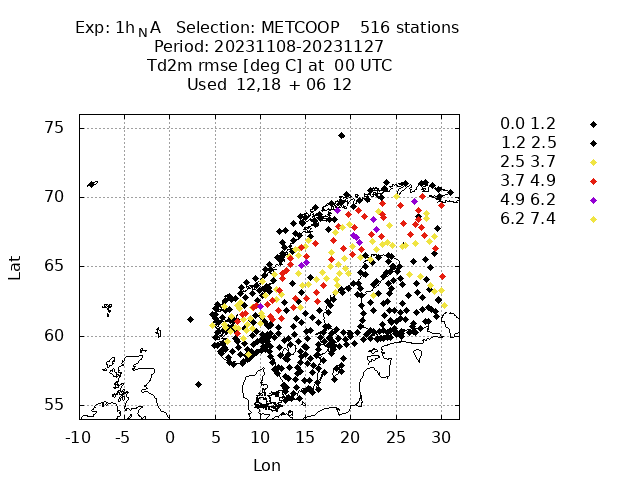 Exp: 1h N A Selection: METCOOP 516 stations
Period: 20231108-20231127
Td2m rmse [deg C] at 00 UTC
Used 12,18 + 06 12
75
70
65
60
55
Lat
-10 -5 0 5 10 15 20 25 30
Lon
0.0 1.2
1.2 2.5
2.5 3.7
3.7 4.9
4.9 6.2
6.2 7.4